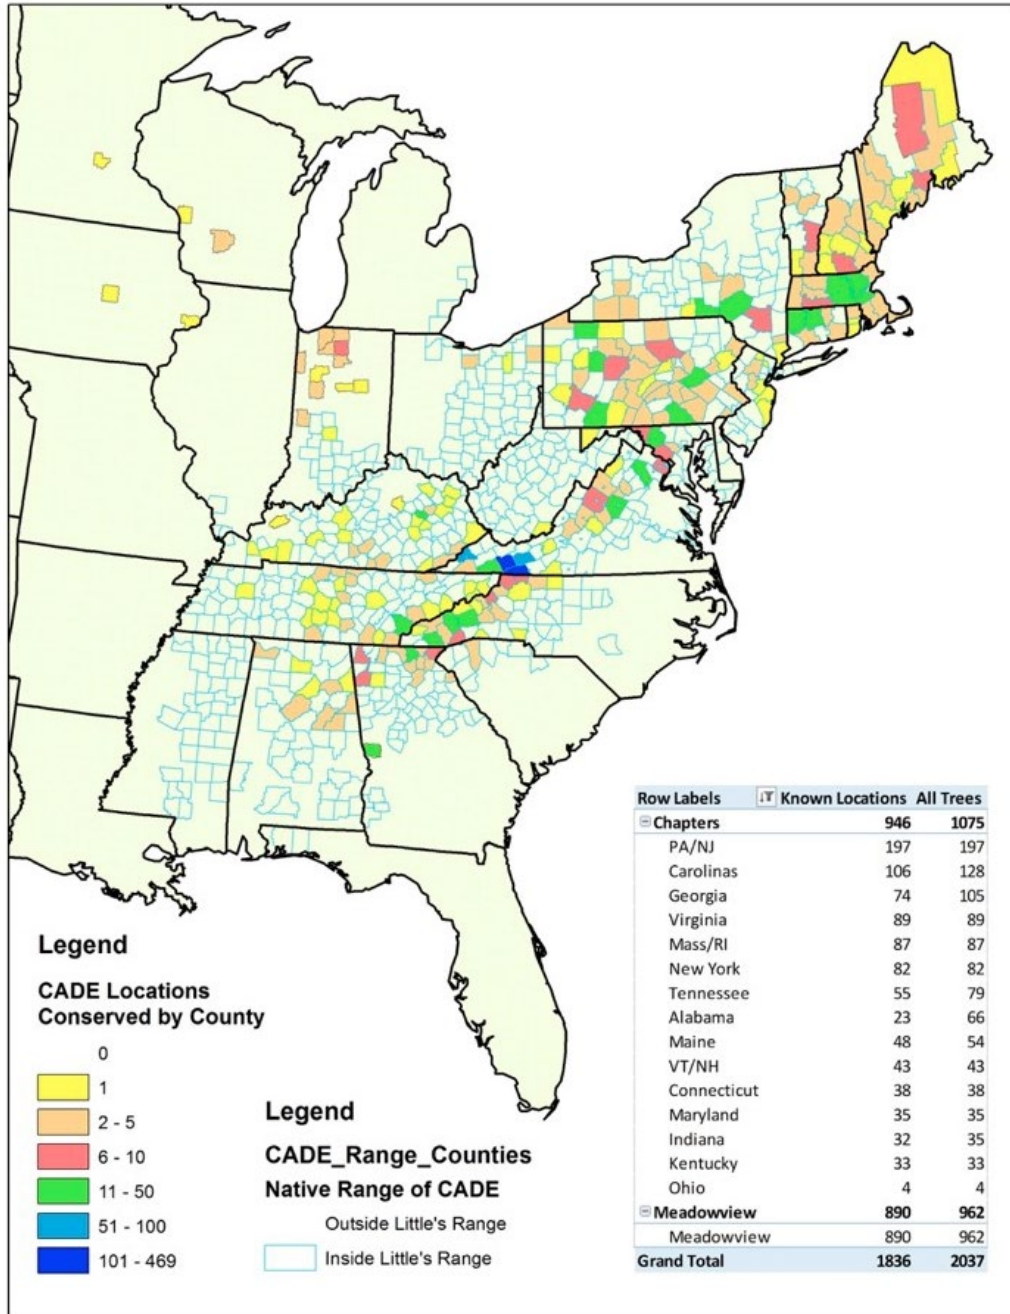 Row Labels Known Locations All Trees
Chapters 946 1075
PA/NJ 197 197
Carolinas 106 128
Georgia 74 105
Virginia 89 89
Mass/RI 87 87
New York 82 82
Tennessee 55 79
Alabama 23 66
Maine 48 54
VT/NH 43 43
Connecticut 38 38
Maryland 35 35
Indiana 32 35
Kentucky 33 33
Ohio 4 4
Meadowview 890 962
Meadowview 890 962
Grand Total 1836 2037
Legend
CADE Locations
Conserved by County
0
1
2 - 5
6 - 10
11 - 50
51 - 100
101 - 469
Legend
CADE_Range_Counties
Native Range of CADE
Outside Little's Range
Inside Little's Range